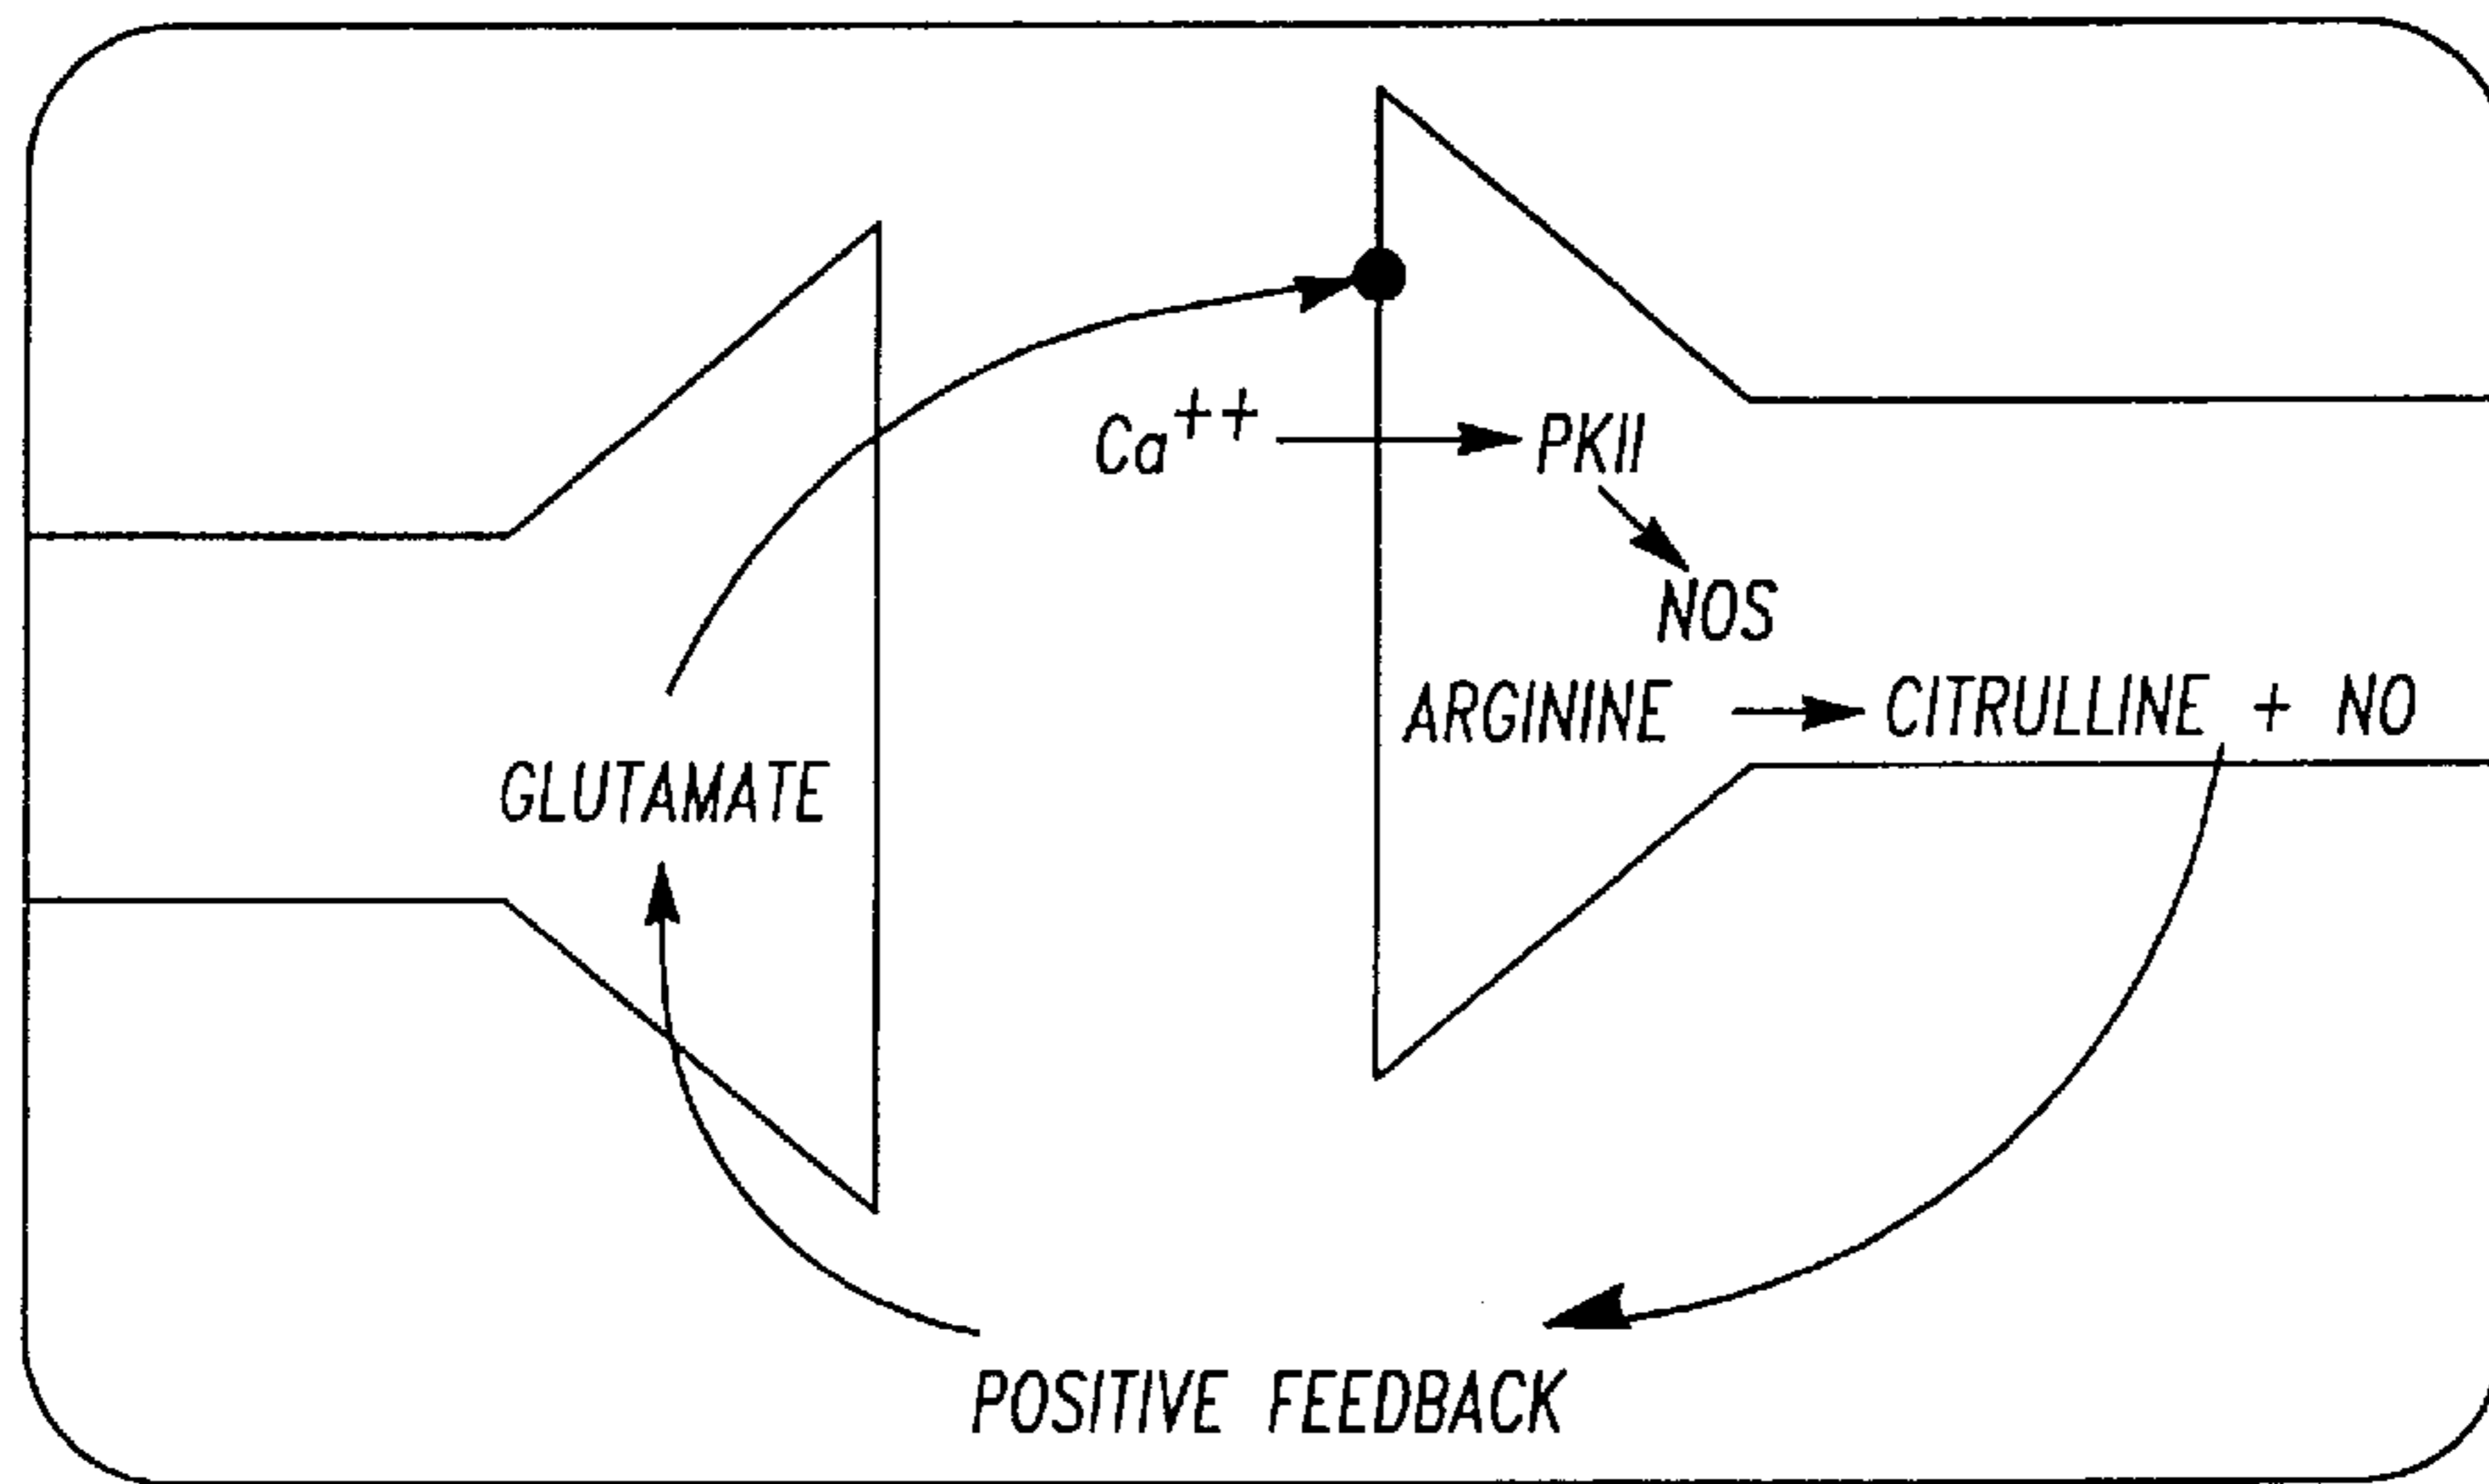 Ca++ → PKII
NOS
ARGININE → CITRULLINE + NO
GLUTAMATE
POSITIVE FEEDBACK